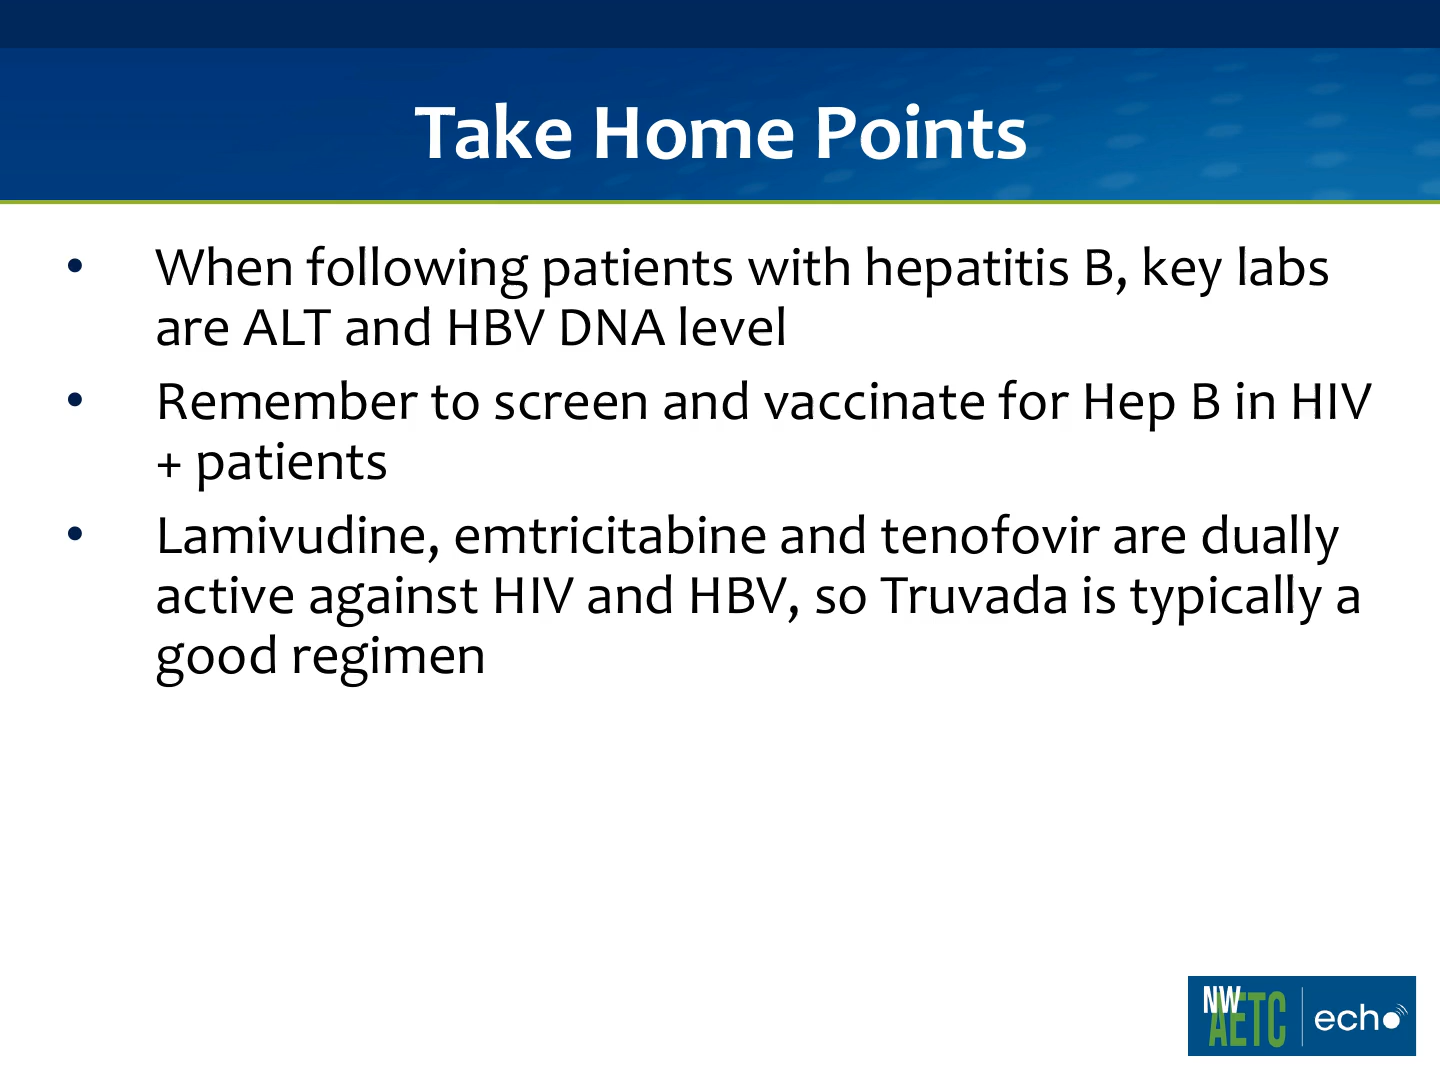 Take Home Points
• When following patients with hepatitis B, key labs
are ALT and HBV DNA level
• Remember to screen and vaccinate for Hep B in HIV
+ patients
• Lamivudine, emtricitabine and tenofovir are dually
active against HIV and HBV, so Truvada is typically a
good regimen
NW AETC | echo